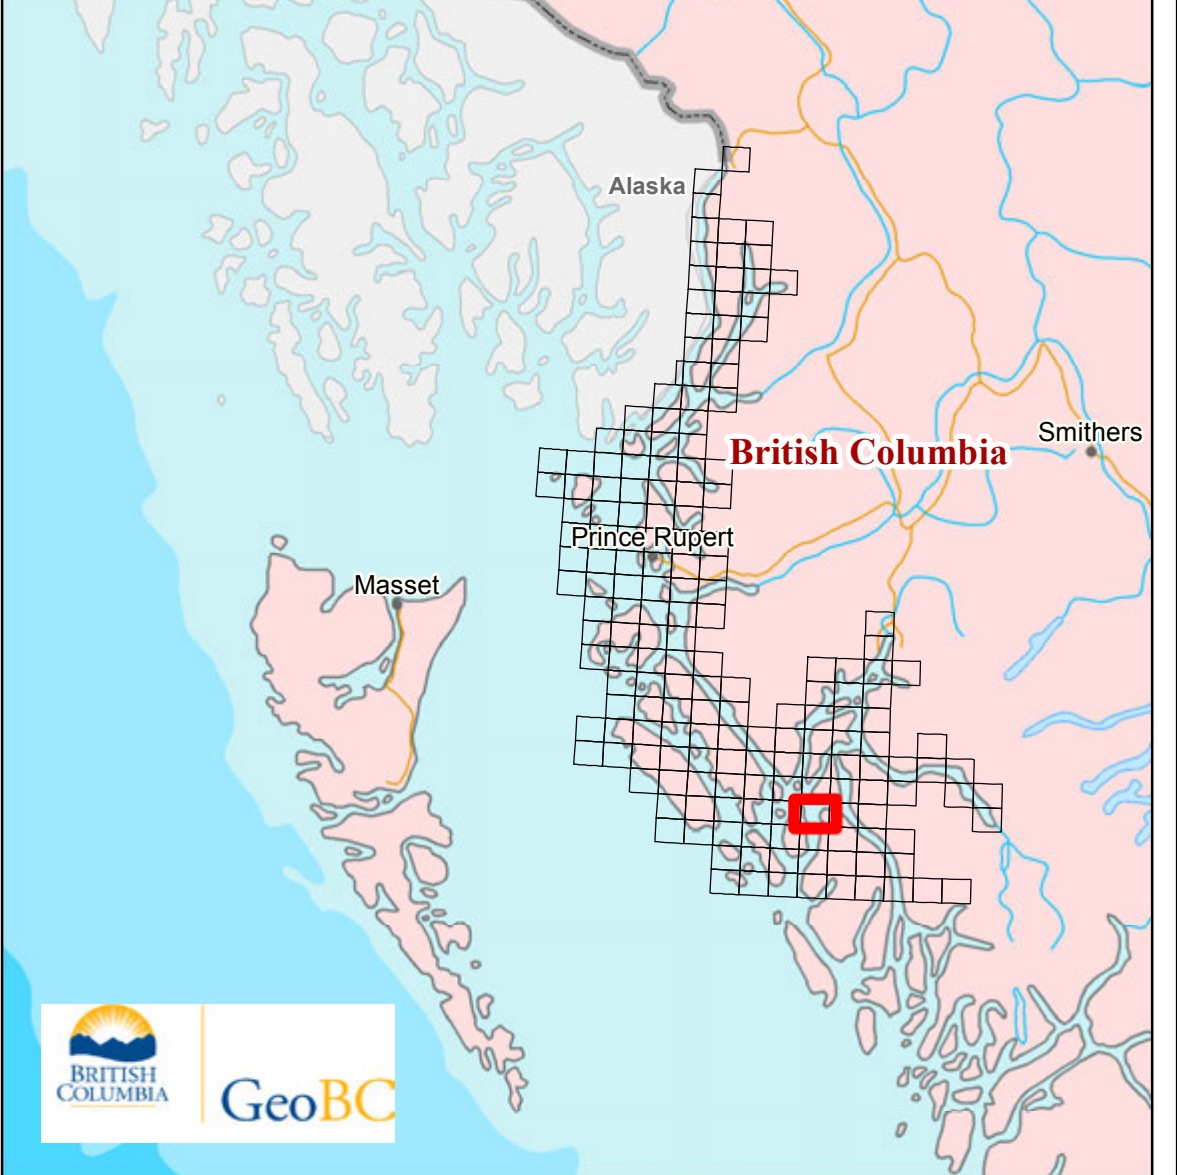 Alaska
Smithers
British Columbia
Prince Rupert
Masset
BRITISH
COLUMBIA
GeoBC